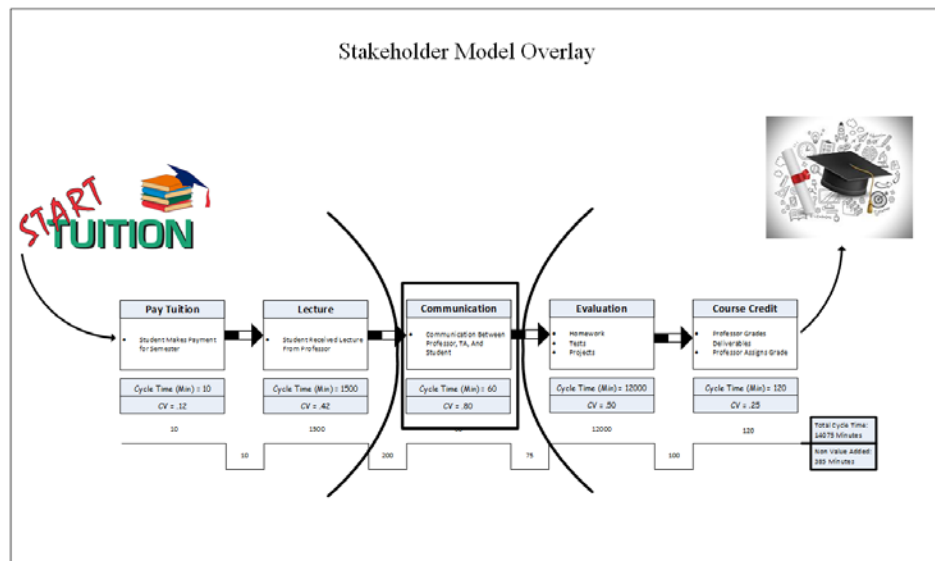 Stakeholder Model Overlay
START
TUITION
Pay Tuition
Student Makes Payment
for Semester
Cycle Time (Min) = 10
CV = .12
Lecture
Student Received Lecture
From Professor
Cycle Time (Min) = 1500
CV = .42
Communication
Communication Between
Professor, TA, And
Student
Cycle Time (Min) = 60
CV = .80
Evaluation
Homework
Tests
Projects
Cycle Time (Min) = 12000
CV = .50
Course Credit
Professor Grades
Deliverables
Professor Assigns Grade
Cycle Time (Min) = 120
CV = .25
10
1500
12000
120
10
200
75
100
Total Cycle Time:
14075 Minutes
Non Value Added:
385 Minutes